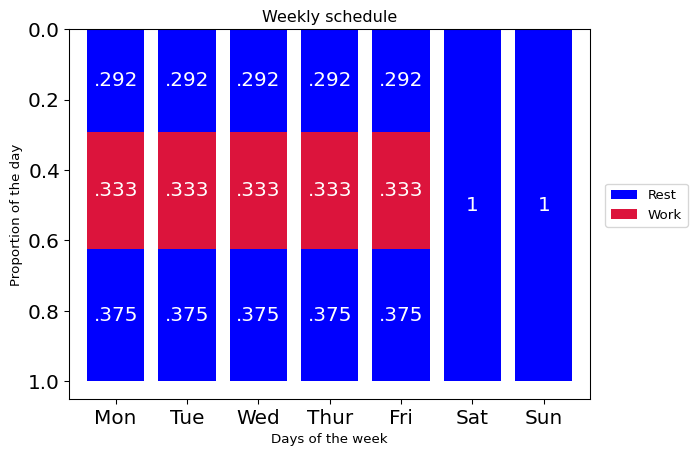 Weekly schedule
0.0
.292 .292 .292 .292 .292
0.2
0.4
.333 .333 .333 .333 .333
1 1
0.6
.375 .375 .375 .375 .375
0.8
1.0
Proportion of the day
Mon Tue Wed Thur Fri Sat Sun
Days of the week
Rest
Work